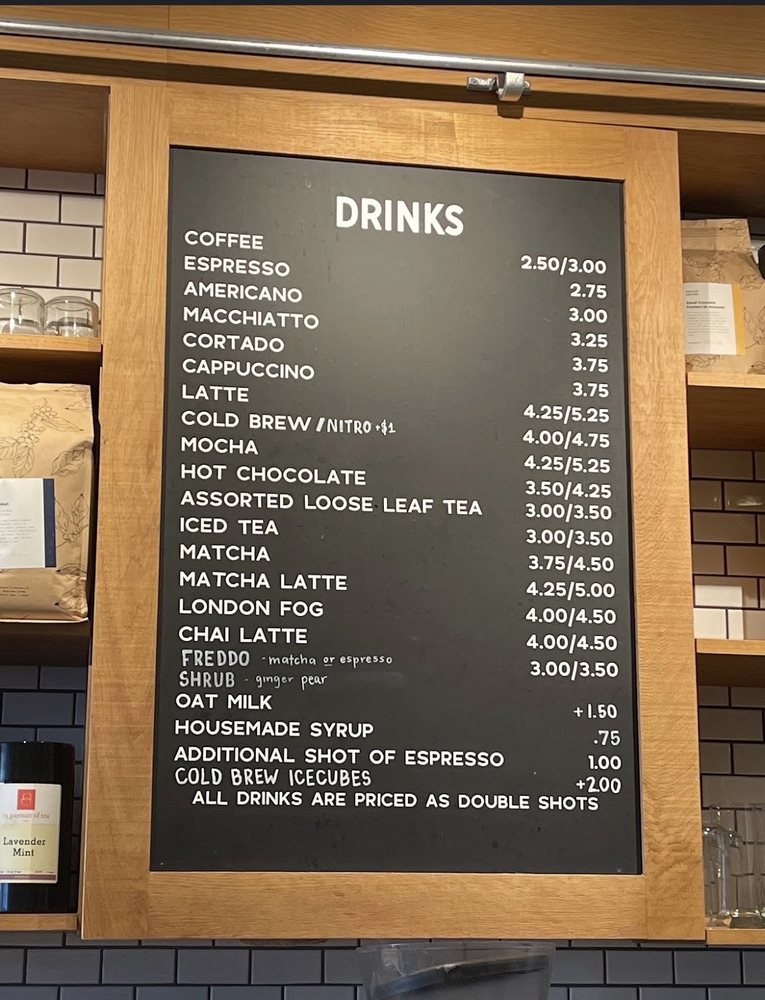 DRINKS
COFFEE 2.50/3.00
ESPRESSO 2.75
AMERICANO 3.00
MACCHIATTO 3.25
CORTADO 3.75
CAPPUCCINO 3.75
LATTE 4.25/5.25
COLD BREW /NITRO +$1 4.00/4.75
MOCHA 4.25/5.25
HOT CHOCOLATE 3.50/4.25
ASSORTED LOOSE LEAF TEA 3.00/3.50
ICED TEA 3.00/3.50
MATCHA 3.75/4.50
MATCHA LATTE 4.25/5.00
LONDON FOG 4.00/4.50
CHAI LATTE 4.00/4.50
FREDDO - matcha or espresso 3.00/3.50
SHRUB - ginger pear
OAT MILK +1.50
HOUSEMADE SYRUP .75
ADDITIONAL SHOT OF ESPRESSO 1.00
COLD BREW ICECUBES +2.00
ALL DRINKS ARE PRICED AS DOUBLE SHOTS
in pursuit of tea
Lavender
Mint